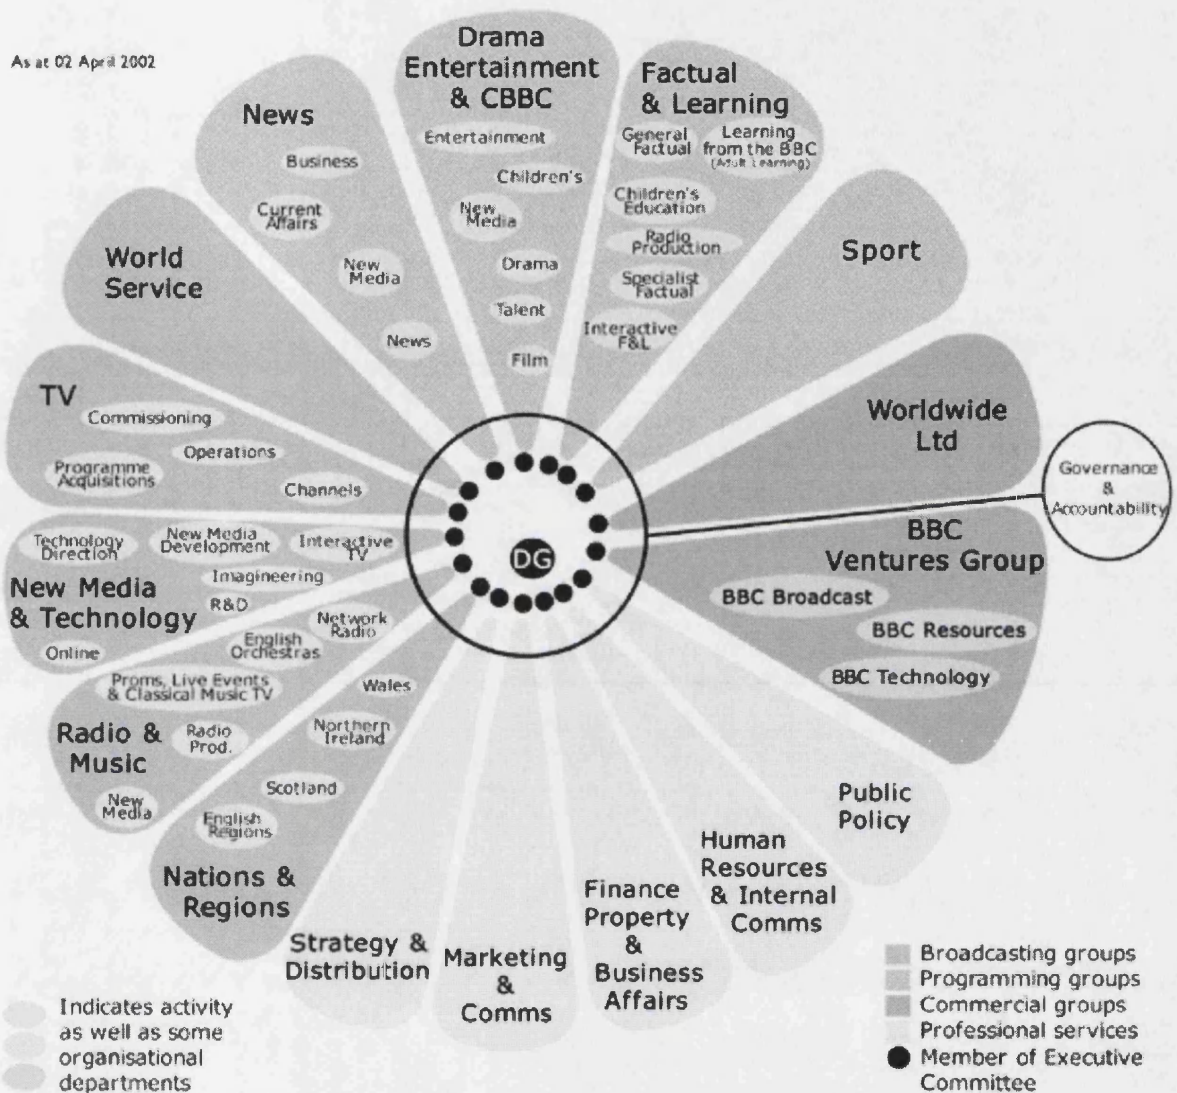 As at 02 April 2002
Drama
Entertainment
& CBBC
Entertainment
Children's
New
Media
Drama
Talent
Film
Factual
& Learning
General
Factual
Learning
from the BBC
(Adult Learning)
Children's
Education
Radio
Production
Specialist
Factual
Interactive
F&L
News
Business
Current
Affairs
New
Media
News
Sport
World
Service
TV
Commissioning
Operations
Programme
Acquisitions
Channels
Worldwide
Ltd
Governance
&
Accountability
BBC
Ventures Group
BBC Broadcast
BBC Resources
BBC Technology
DG
Technology
Direction
New Media
Development
Interactive
TV
Imagineering
New Media
& Technology
R&D
Online
Network
Radio
English
Orchestras
Proms, Live Events
& Classical Music TV
Radio &
Music
Radio
Prod.
New
Media
Wales
Northern
Ireland
Scotland
English
Regions
Nations &
Regions
Strategy &
Distribution
Marketing
&
Comms
Finance
Property
&
Business
Affairs
Human
Resources
& Internal
Comms
Public
Policy
Indicates activity
as well as some
organisational
departments
Broadcasting groups
Programming groups
Commercial groups
Professional services
Member of Executive
Committee